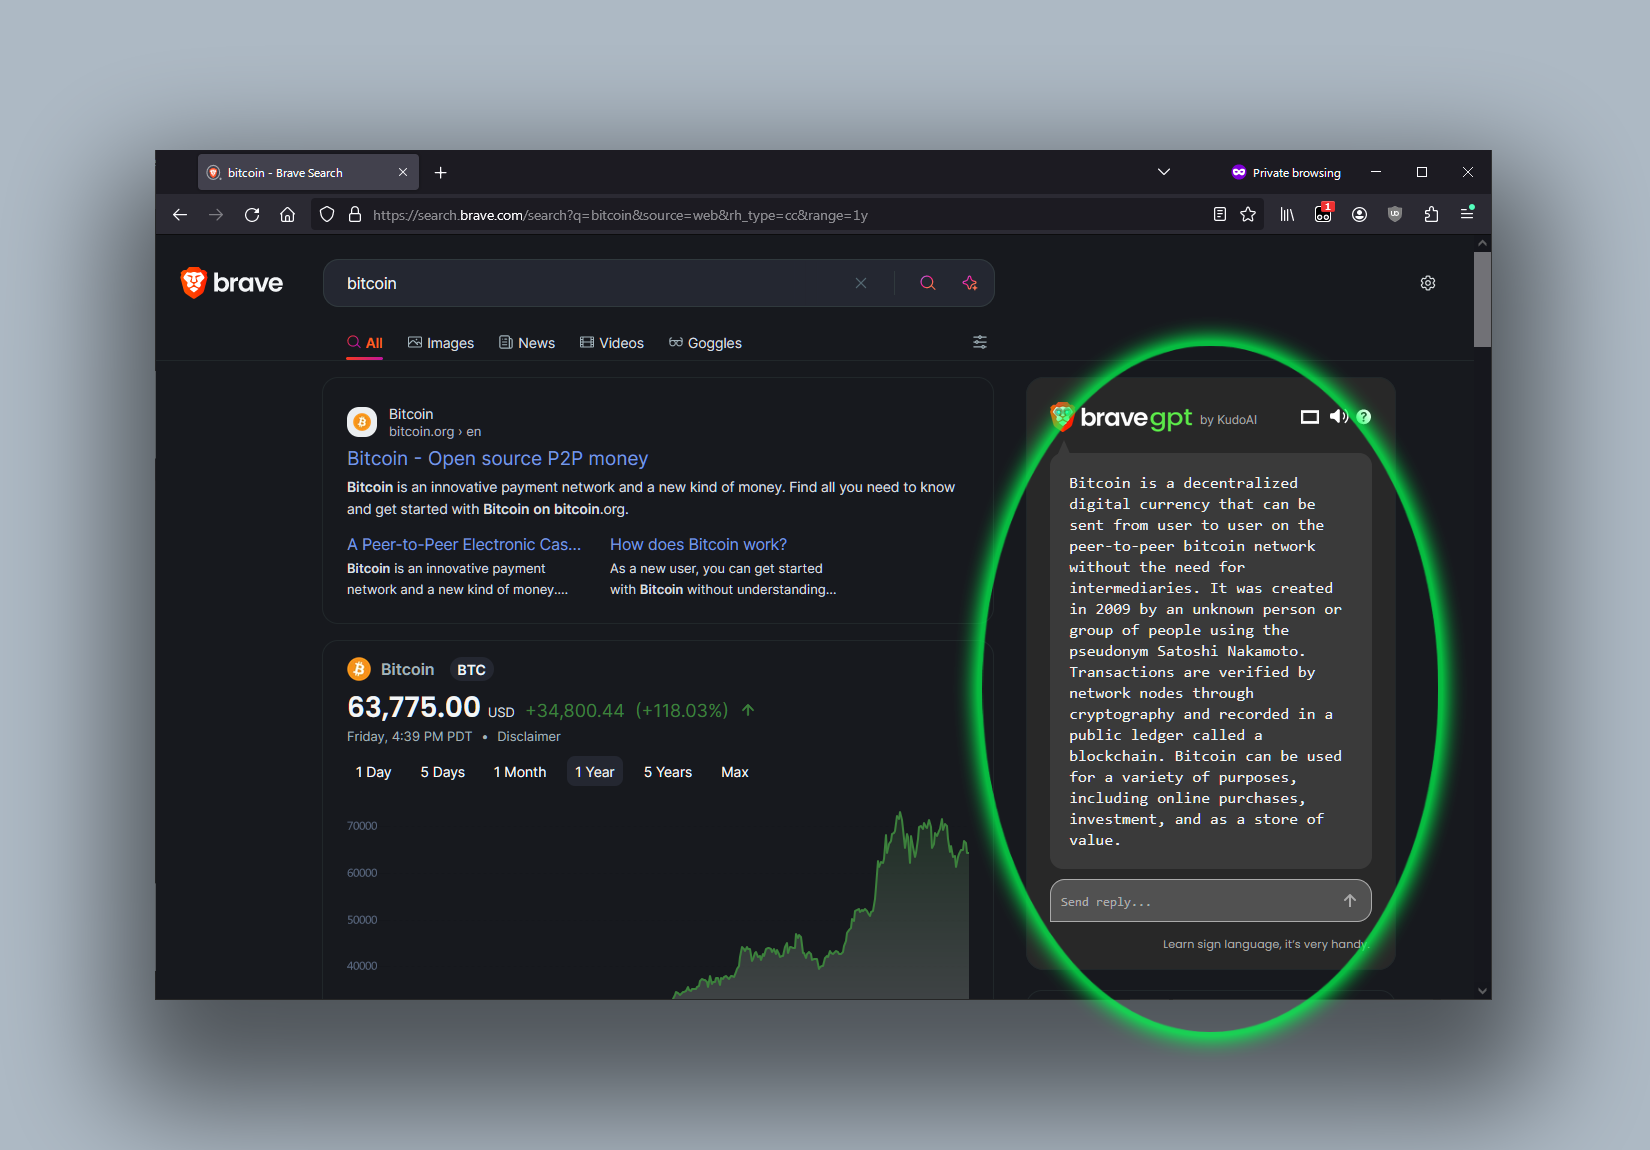 bitcoin - Brave Search
Private browsing
https://search.brave.com/search?q=bitcoin&source=web&rh_type=cc&range=1y
1
brave
bitcoin
All Images News Videos Goggles
Bitcoin
bitcoin.org › en
Bitcoin - Open source P2P money
Bitcoin is an innovative payment network and a new kind of money. Find all you need to know
and get started with Bitcoin on bitcoin.org.
A Peer-to-Peer Electronic Cas...
Bitcoin is an innovative payment
network and a new kind of money....
How does Bitcoin work?
As a new user, you can get started
with Bitcoin without understanding...
Bitcoin BTC
63,775.00 USD +34,800.44 (+118.03%)
Friday, 4:39 PM PDT • Disclaimer
1 Day 5 Days 1 Month 1 Year 5 Years Max
70000
60000
50000
40000
bravegpt by KudoAI
Bitcoin is a decentralized
digital currency that can be
sent from user to user on the
peer-to-peer bitcoin network
without the need for
intermediaries. It was created
in 2009 by an unknown person or
group of people using the
pseudonym Satoshi Nakamoto.
Transactions are verified by
network nodes through
cryptography and recorded in a
public ledger called a
blockchain. Bitcoin can be used
for a variety of purposes,
including online purchases,
investment, and as a store of
value.
Send reply...
Learn sign language, it's very handy.